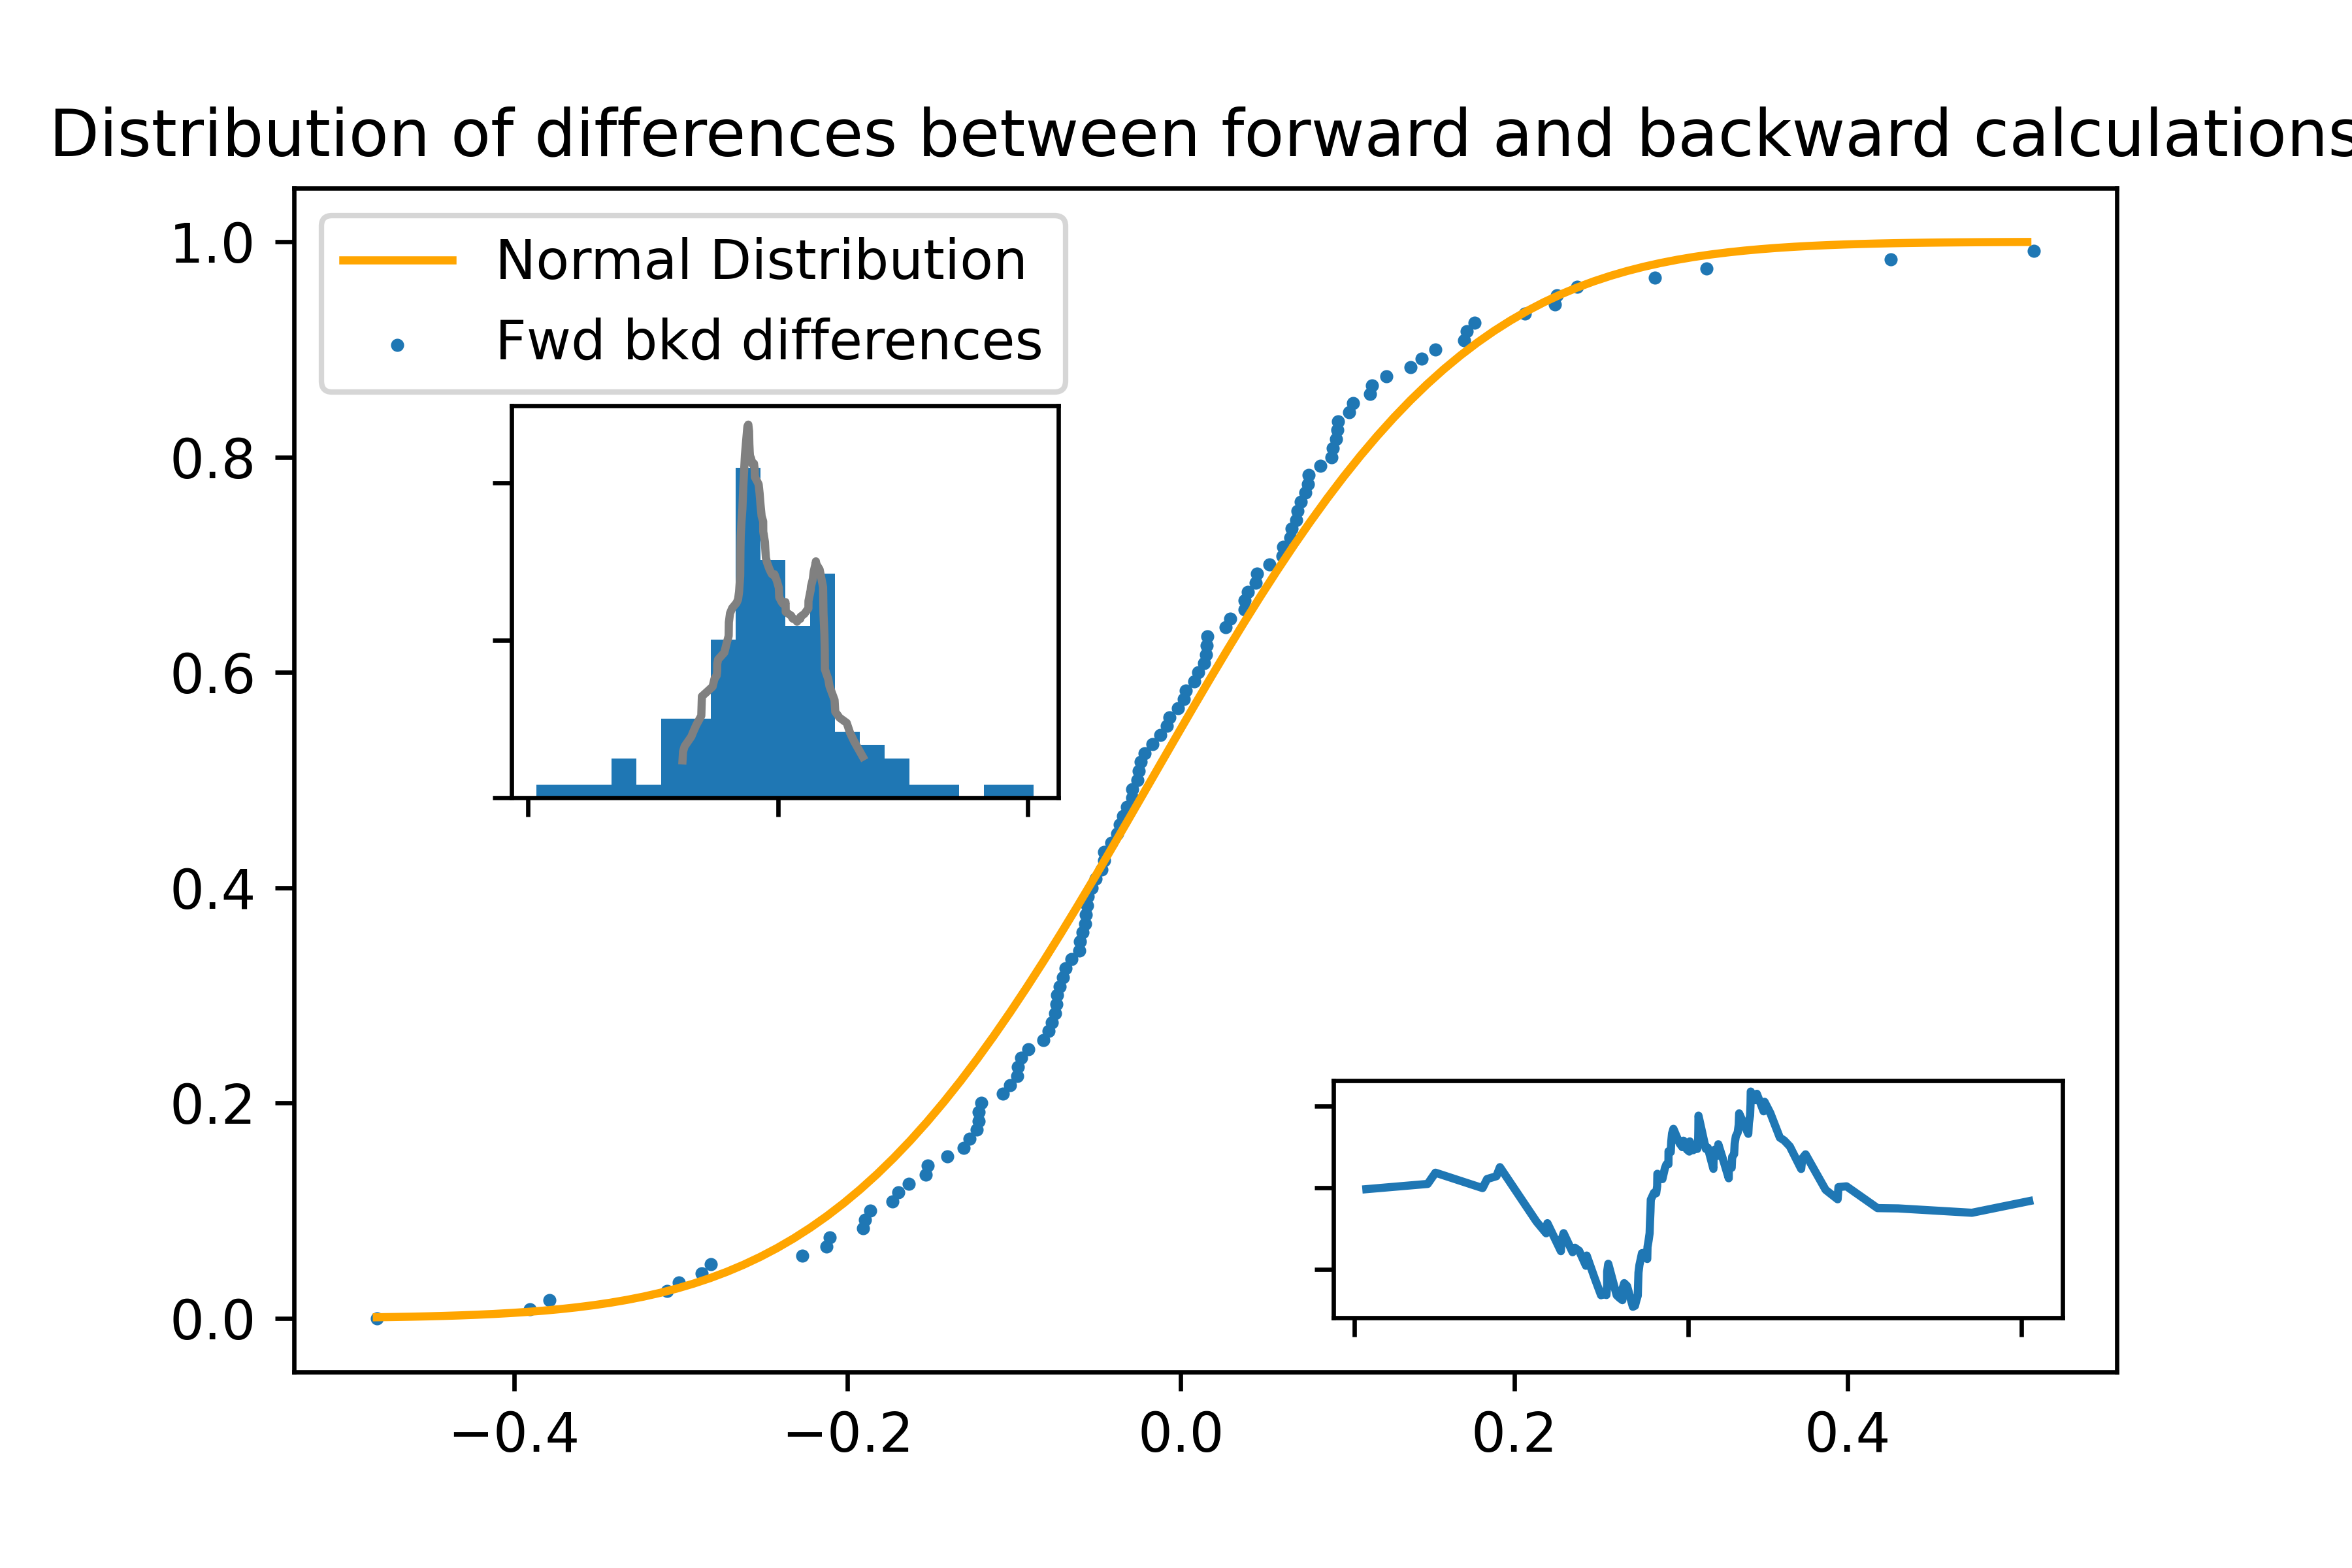 Distribution of differences between forward and backward calculations
Normal Distribution
Fwd bkd differences
1.0
0.8
0.6
0.4
0.2
0.0
−0.4 −0.2 0.0 0.2 0.4